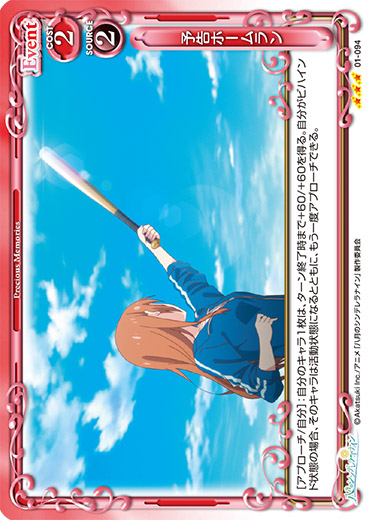 Event
COST
2
SOURCE
2
予告ホームラン
01-094
Precious Memories
[アプローチ/自分]：自分のキャラ1枚は、ターン終了時まで+60/+60を得る。自分がビハイン
ド状態の場合、そのキャラは活動状態になるとともに、もう一度アプローチできる。
©Akatsuki Inc./アニメ「八月のシンデレラナイン」製作委員会